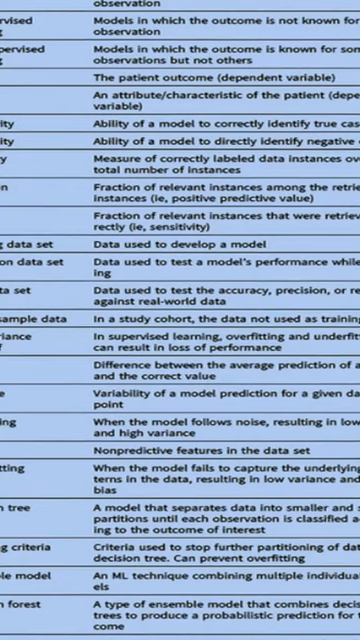 observation
rvised Models in which the outcome is not known for
g observation
pervised Models in which the outcome is known for son
g observations but not others
The patient outcome (dependent variable)
An attribute/characteristic of the patient (depe
variable)
ity Ability of a model to correctly identify true cas
ity Ability of a model to directly identify negative
y Measure of correctly labeled data instances ov
total number of instances
n Fraction of relevant instances among the retrie
instances (ie, positive predictive value)
Fraction of relevant instances that were retriev
rectly (ie, sensitivity)
g data set Data used to develop a model
on data set Data used to test a model's performance while
ing
ta set Data used to test the accuracy, precision, or re
against real-world data
sample data In a study cohort, the data not used as training
riance In supervised learning, overfitting and underfit
f can result in loss of performance
Difference between the average prediction of a
and the correct value
e Variability of a model prediction for a given da
point
ing When the model follows noise, resulting in low
and high variance
Nonpredictive features in the data set
tting When the model fails to capture the underlying
terns in the data, resulting in low variance and
bias
n tree A model that separates data into smaller and s
partitions until each observation is classified a
ing to the outcome of interest
g criteria Criteria used to stop further partitioning of dat
decision tree. Can prevent overfitting
le model An ML technique combining multiple individua
els
n forest A type of ensemble model that combines decis
trees to produce a probabilistic prediction for t
come